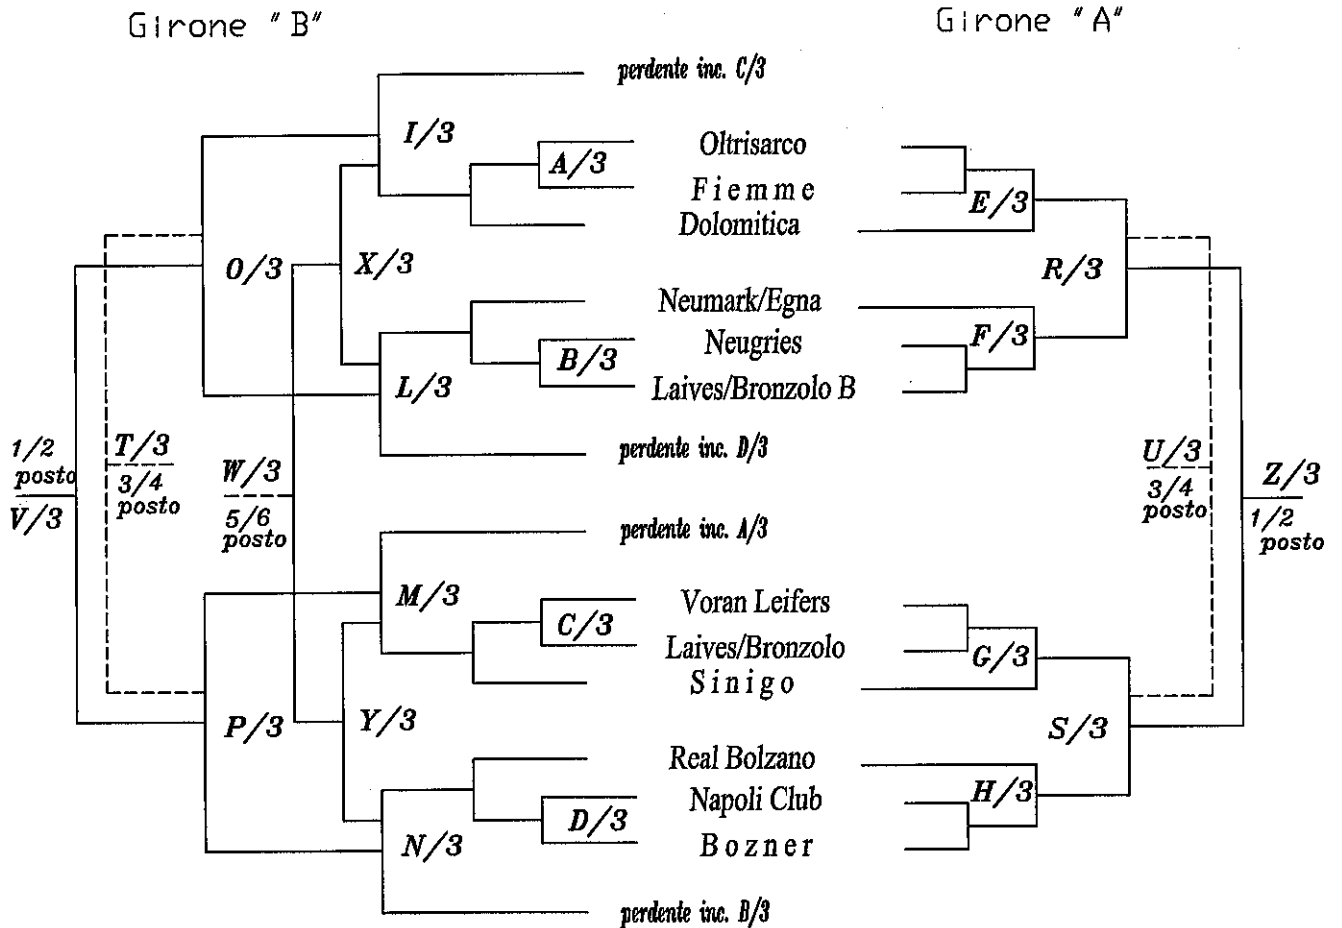 Girone "B"
Girone "A"
perdente inc. C/3
I/3
Oltrisarco
A/3
Fiemme
E/3
Dolomitica
O/3
X/3
R/3
Neumark/Egna
F/3
Neugries
B/3
L/3
Laives/Bronzolo B
perdente inc. D/3
1/2
posto
V/3
T/3
3/4
posto
W/3
5/6
posto
U/3
3/4
posto
Z/3
1/2
posto
perdente inc. A/3
M/3
Voran Leifers
C/3
Laives/Bronzolo
G/3
Sinigo
P/3
Y/3
S/3
Real Bolzano
Napoli Club
H/3
D/3
N/3
Bozner
perdente inc. B/3